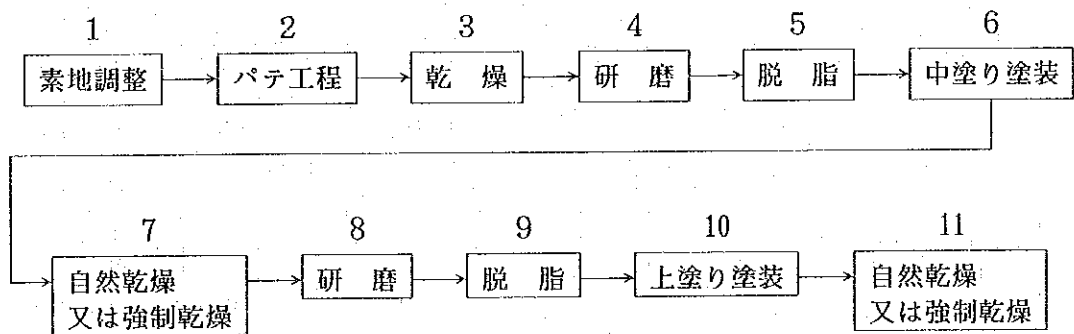 1 2 3 4 5 6
素地調整 パテ工程 乾 燥 研 磨 脱 脂 中塗り塗装
7 8 9 10 11
自然乾燥 研 磨 脱 脂 上塗り塗装 自然乾燥
又は強制乾燥 又は強制乾燥